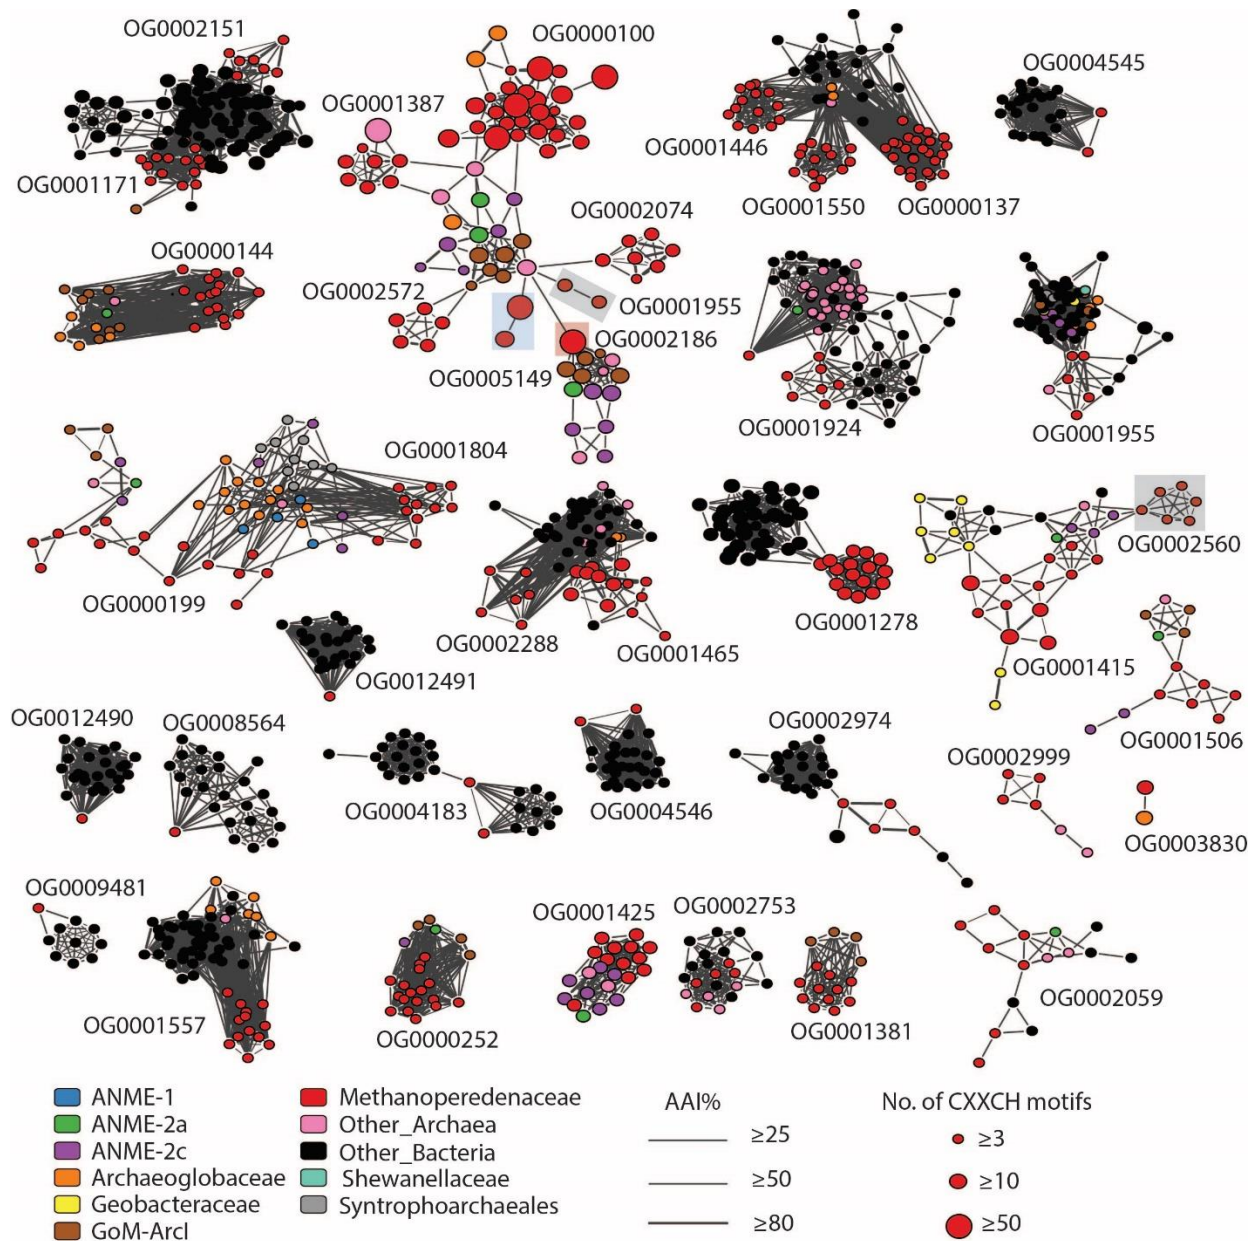 OG0002151
OG0000100
OG0004545
OG0001387
OG0001446
OG0001171
OG0001550
OG0000137
OG0002074
OG0000144
OG0002572
OG0001955
OG0002186
OG0005149
OG0001924
OG0001955
OG0001804
OG0002560
OG0000199
OG0001278
OG0002288
OG0001465
OG0001415
OG0012491
OG0012490
OG0008564
OG0002974
OG0001506
OG0002999
OG0004183
OG0004546
OG0003830
OG0009481
OG0001425
OG0002753
OG0002059
OG0001557
OG0000252
OG0001381
ANME-1
ANME-2a
ANME-2c
Archaeoglobaceae
Geobacteraceae
GoM-ArcI
Methanoperedenaceae
Other_Archaea
Other_Bacteria
Shewanellaceae
Syntrophoarchaeales
AAI%
≥25
≥50
≥80
No. of CXXCH motifs
≥3
≥10
≥50